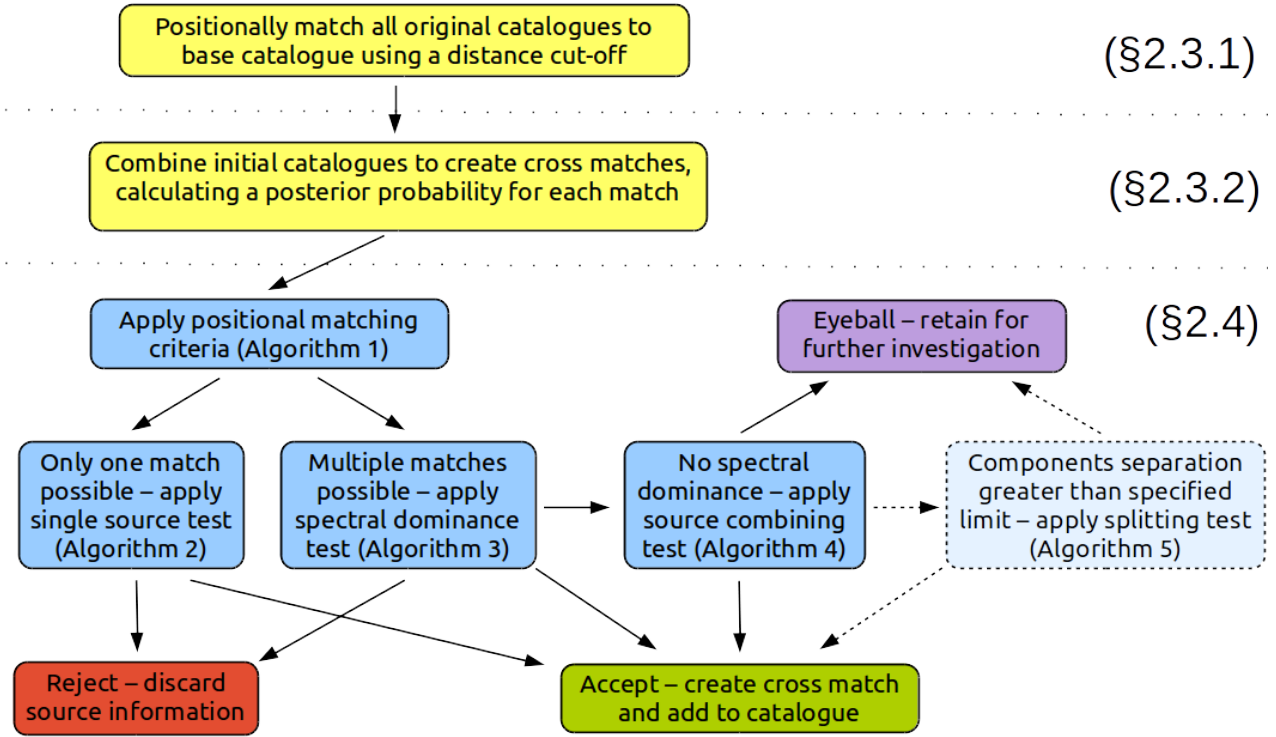 Positionally match all original catalogues to
base catalogue using a distance cut-off
(§2.3.1)
Combine initial catalogues to create cross matches,
calculating a posterior probability for each match
(§2.3.2)
Apply positional matching
criteria (Algorithm 1)
Eyeball – retain for
further investigation
(§2.4)
Only one match
possible – apply
single source test
(Algorithm 2)
Multiple matches
possible – apply
spectral dominance
test (Algorithm 3)
No spectral
dominance – apply
source combining
test (Algorithm 4)
Components separation
greater than specified
limit – apply splitting test
(Algorithm 5)
Reject – discard
source information
Accept – create cross match
and add to catalogue